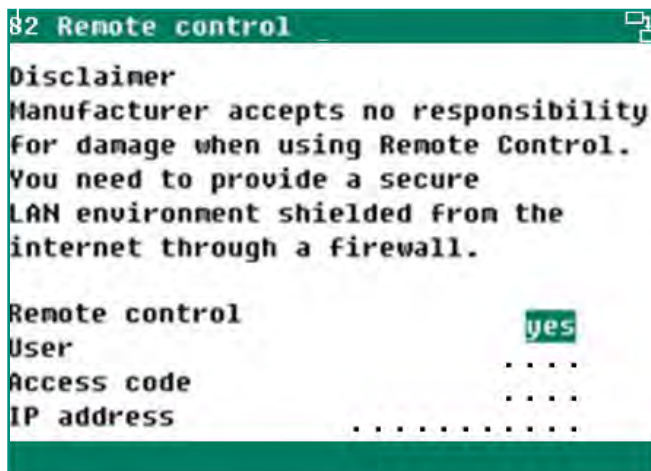 82 Remote control
Disclaimer
Manufacturer accepts no responsibility
for damage when using Remote Control.
You need to provide a secure
LAN environment shielded from the
internet through a firewall.
Remote control yes
User ....
Access code ....
IP address ...........